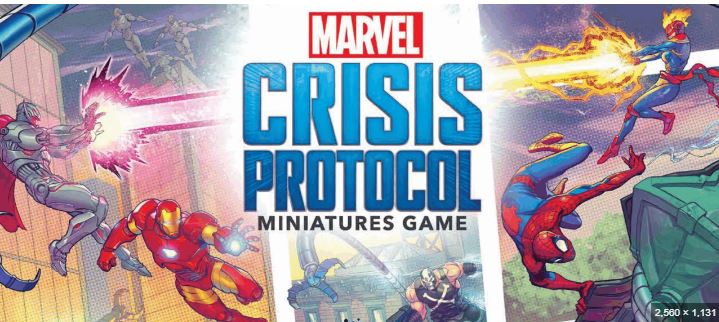 MARVEL
CRISIS
PROTOCOL
MINIATURES GAME
2,560 × 1,131